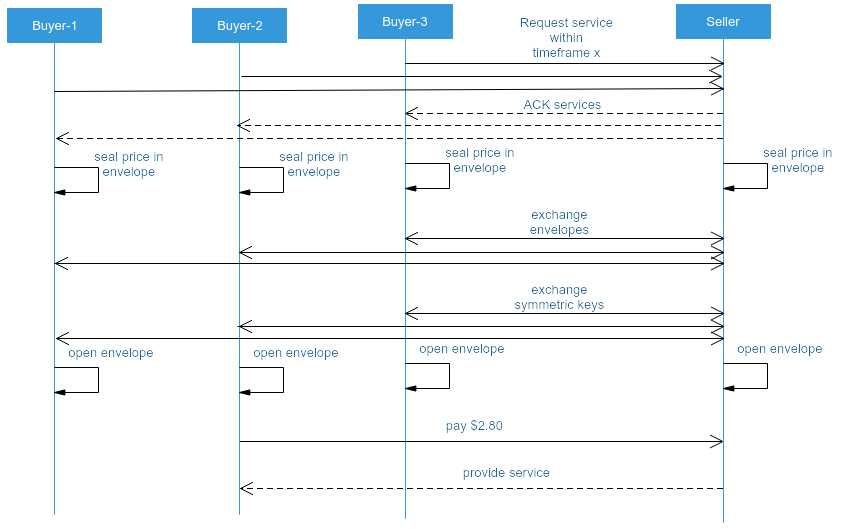 Buyer-1
Buyer-2
Buyer-3
Seller
Request service
within
timeframe x
ACK services
seal price in
envelope
seal price in
envelope
seal price in
envelope
seal price in
envelope
exchange
envelopes
exchange
symmetric keys
open envelope
open envelope
open envelope
open envelope
pay $2.80
provide service